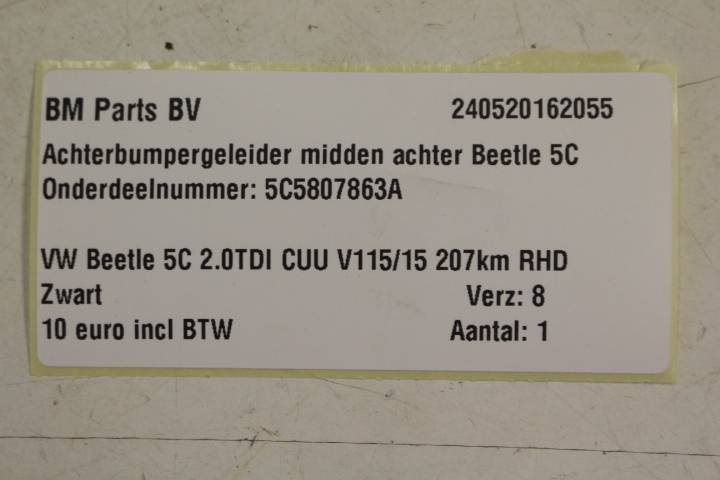 BM Parts BV 240520162055
Achterbumpergeleider midden achter Beetle 5C
Onderdeelnummer: 5C5807863A
VW Beetle 5C 2.0TDI CUU V115/15 207km RHD
Zwart Verz: 8
10 euro incl BTW Aantal: 1